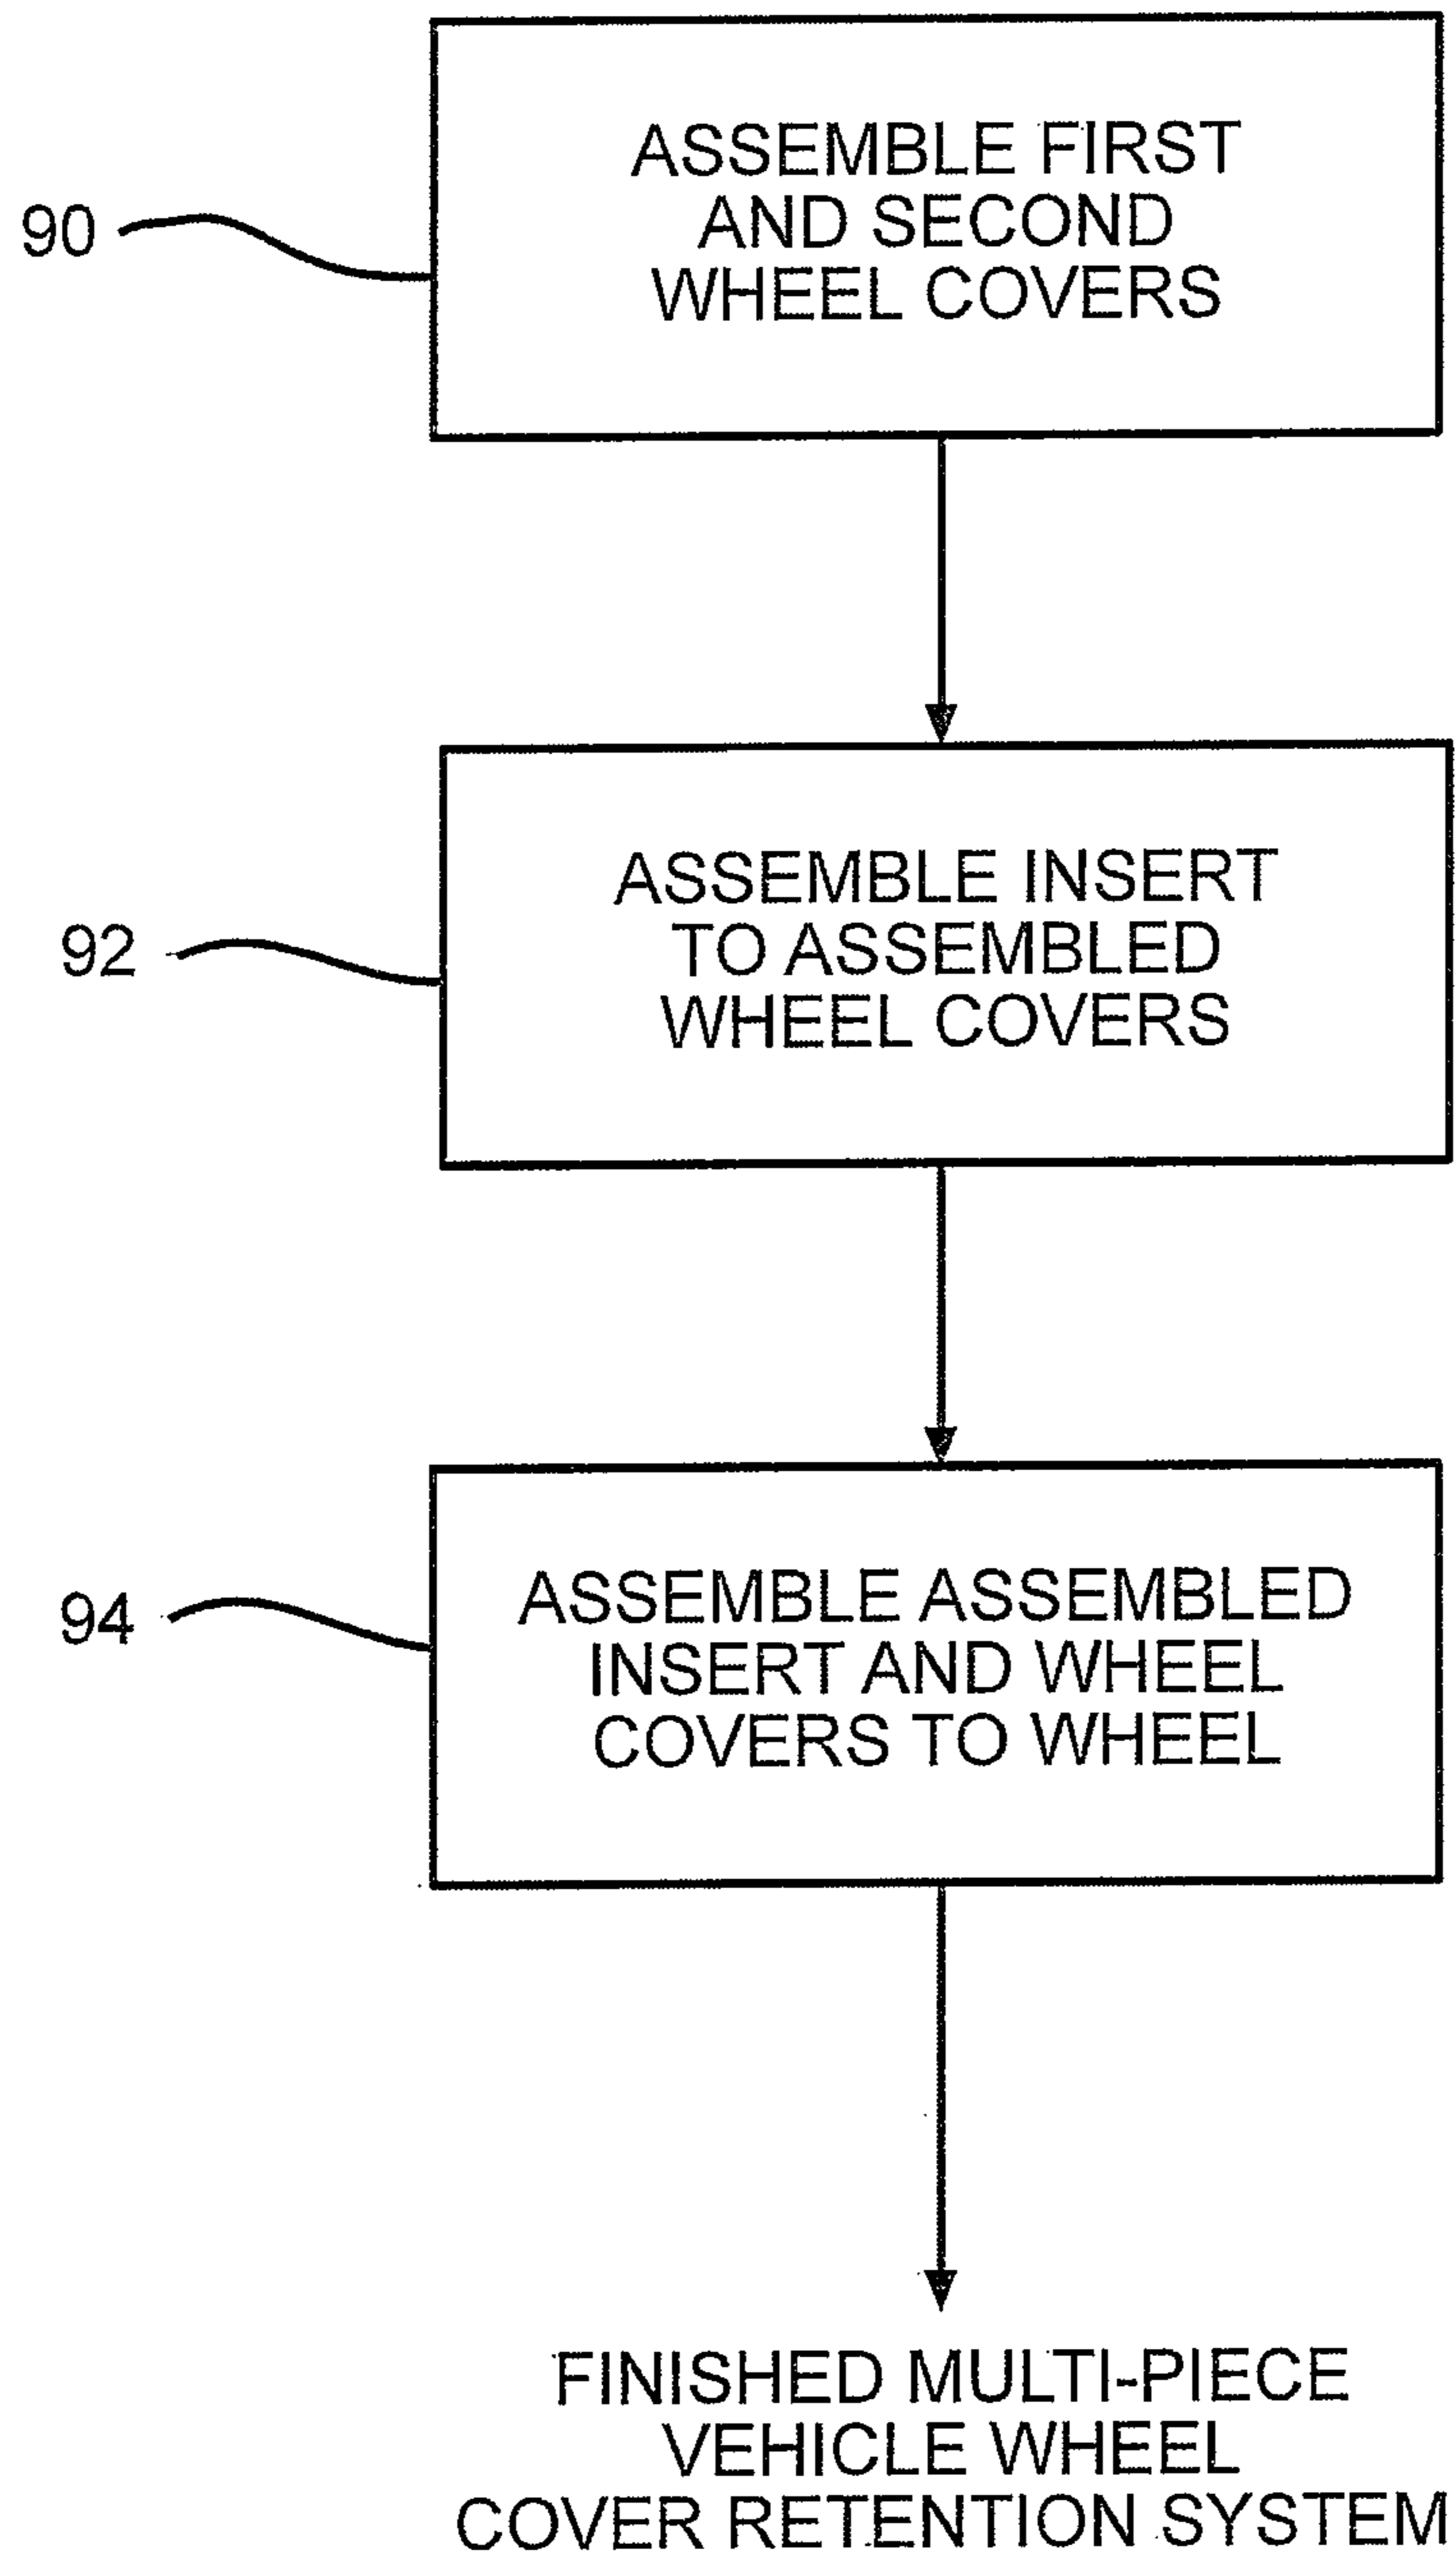 ASSEMBLE FIRST
AND SECOND
WHEEL COVERS
90
ASSEMBLE INSERT
TO ASSEMBLED
WHEEL COVERS
92
ASSEMBLE ASSEMBLED
INSERT AND WHEEL
COVERS TO WHEEL
94
FINISHED MULTI-PIECE
VEHICLE WHEEL
COVER RETENTION SYSTEM